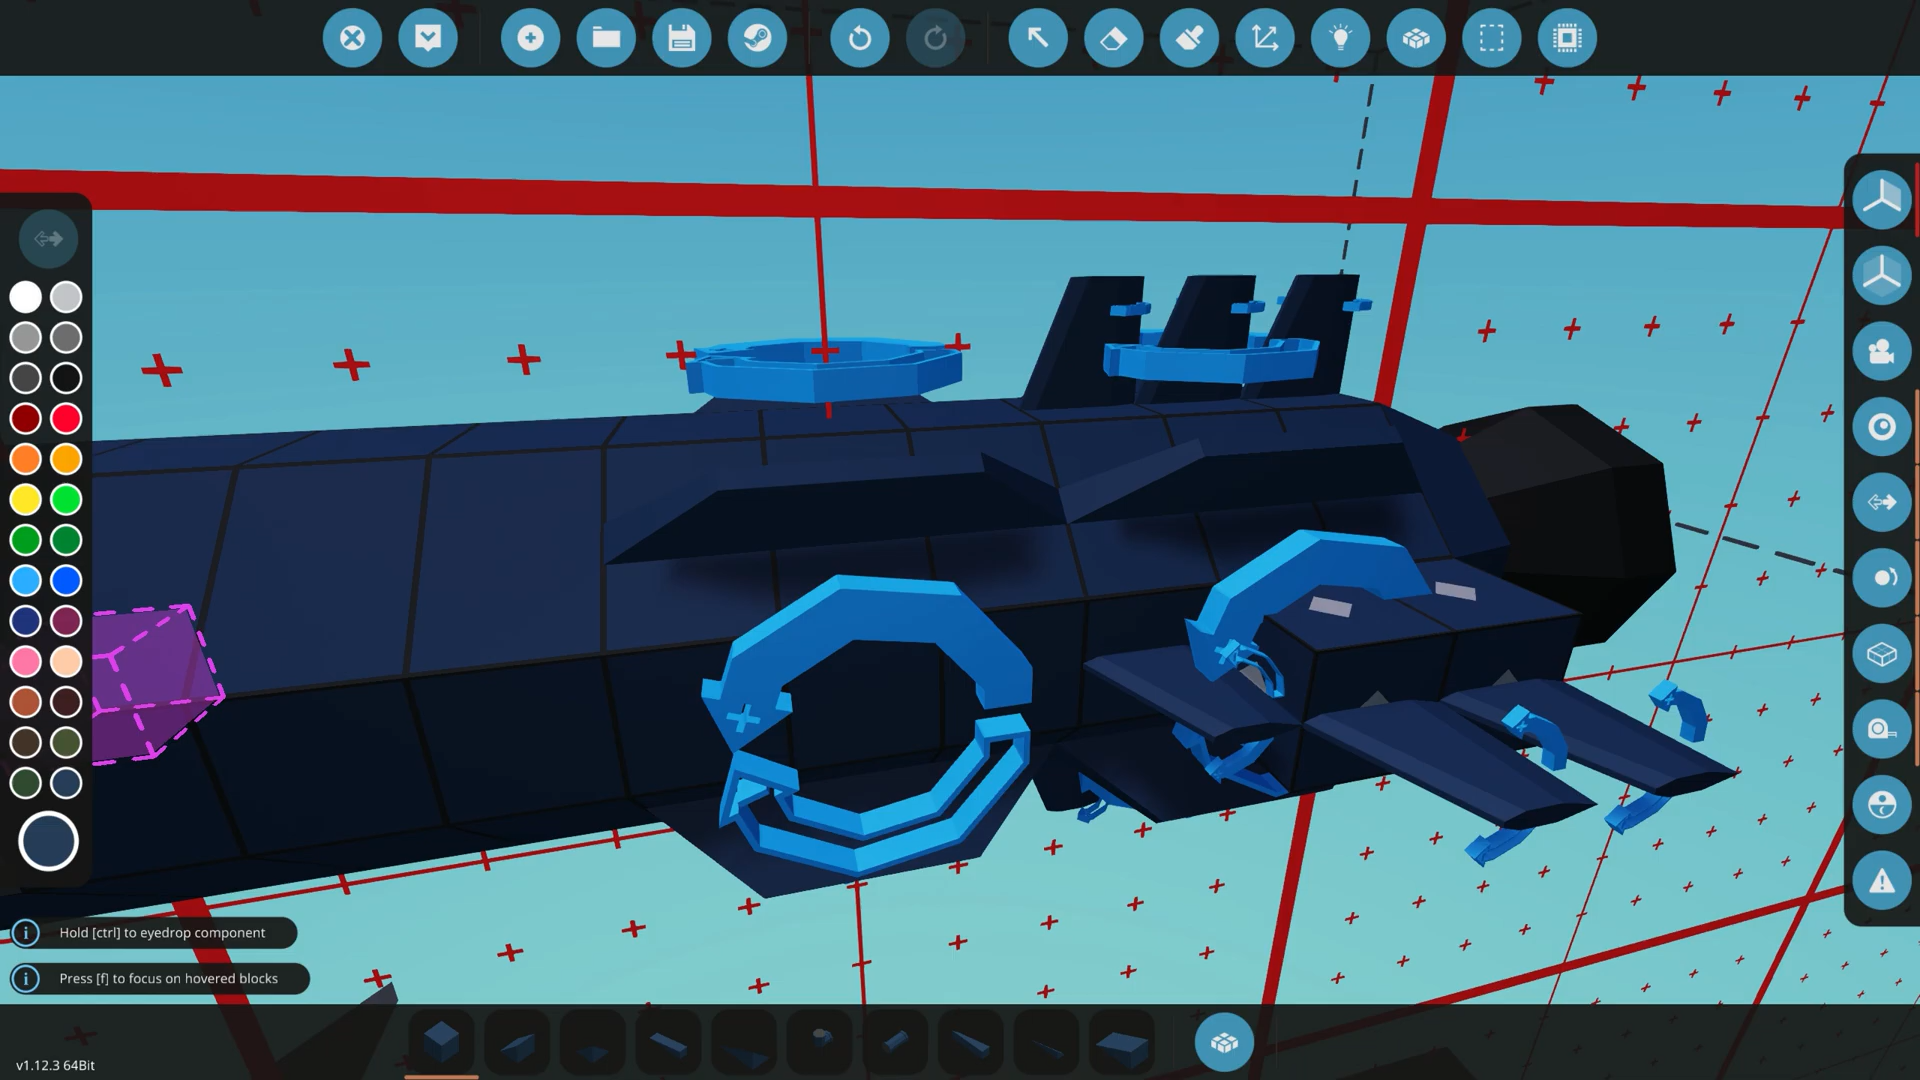 Hold [ctrl] to eyedrop component
Press [f] to focus on hovered blocks
v1.12.3 64Bit